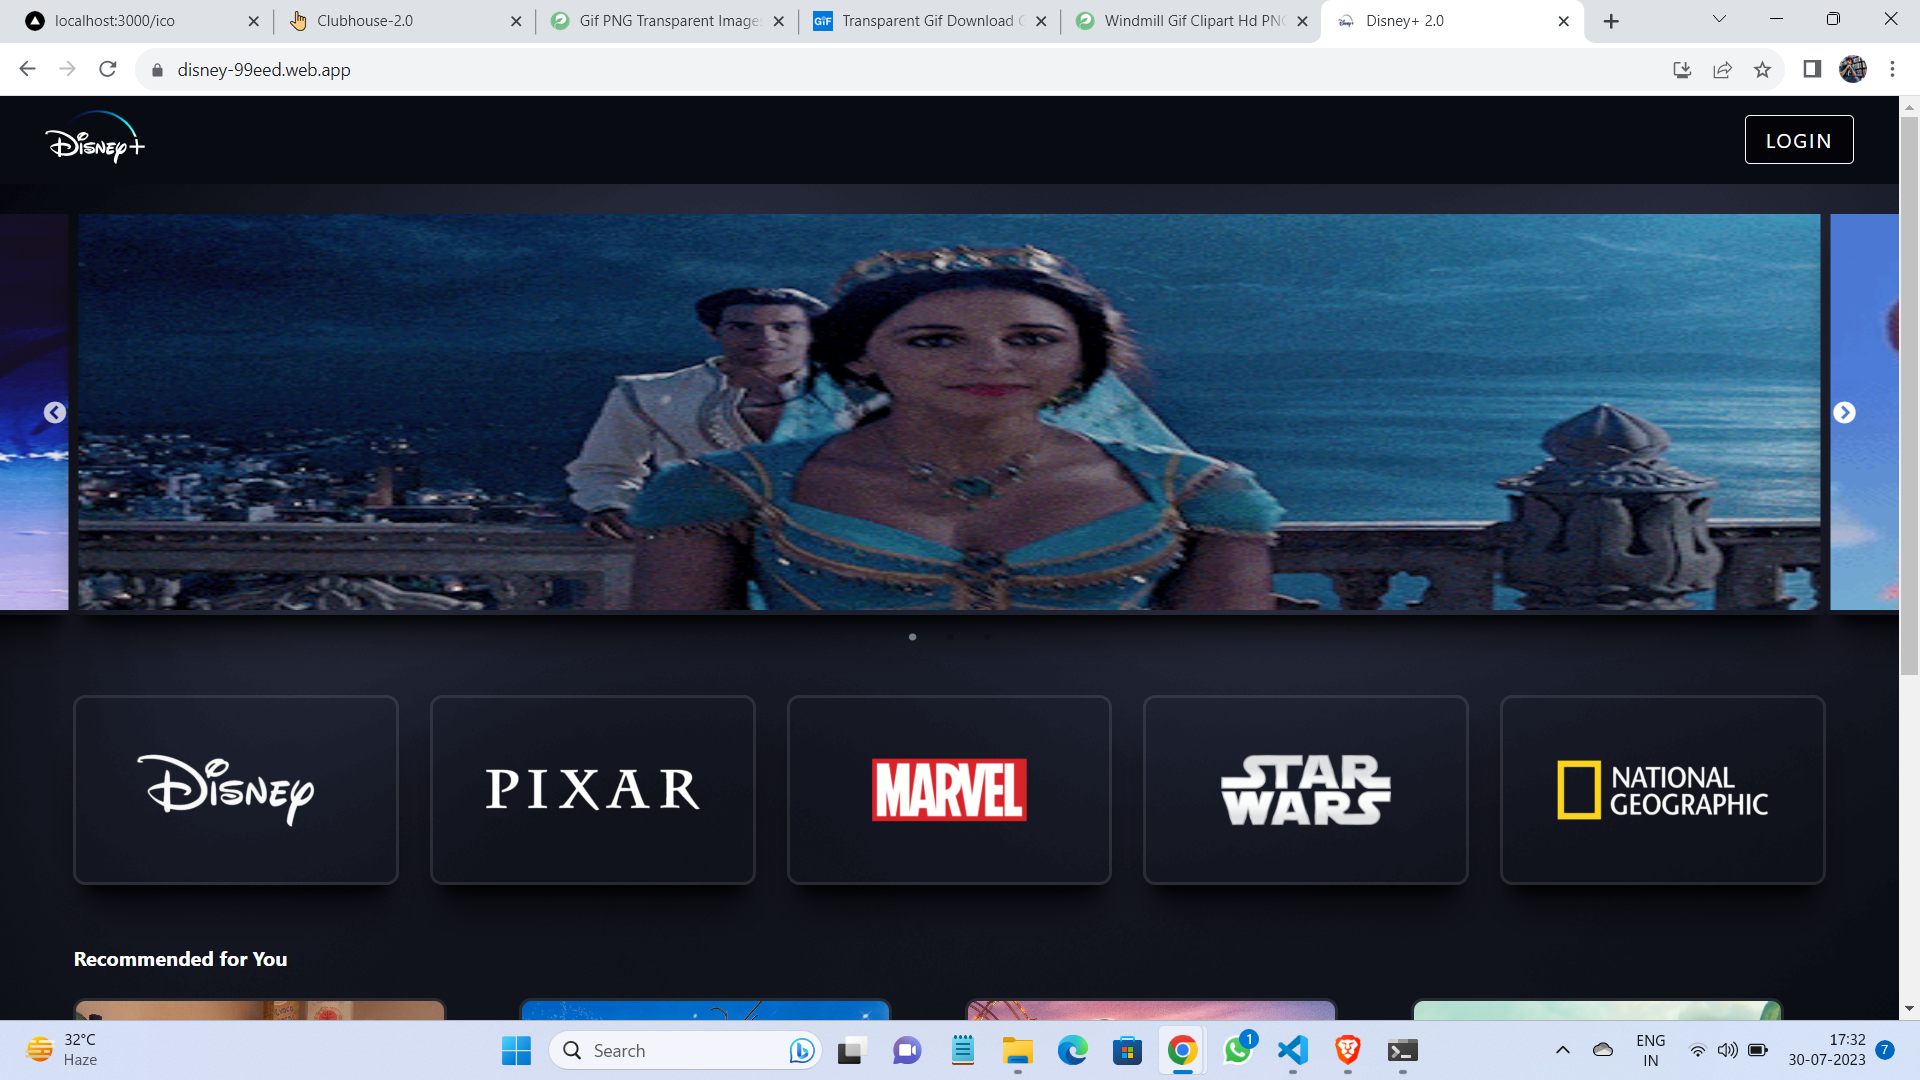 localhost:3000/ico
Clubhouse-2.0
Gif PNG Transparent Image
Transparent Gif Download
Windmill Gif Clipart Hd PN
Disney+ 2.0
disney-99eed.web.app
Disney+
LOGIN
Disney
PIXAR
MARVEL
STAR WARS
NATIONAL GEOGRAPHIC
Recommended for You
32°C
Haze
Search
1
ENG
IN
17:32
30-07-2023
7